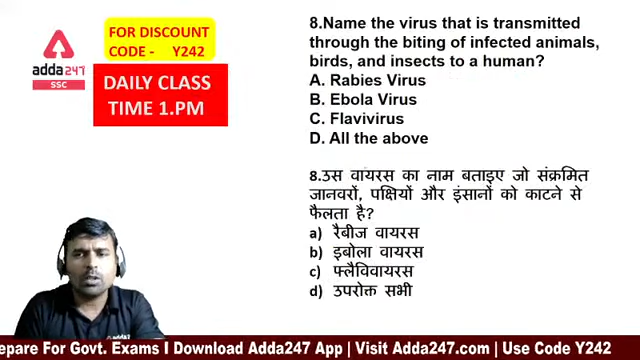 FOR DISCOUNT
CODE - Y242
adda247
SSC
DAILY CLASS
TIME 1.PM
8.Name the virus that is transmitted
through the biting of infected animals,
birds, and insects to a human?
A. Rabies Virus
B. Ebola Virus
C. Flavivirus
D. All the above
8.उस वायरस का नाम बताइए जो संक्रमित
जानवरों, पक्षियों और इंसानों को काटने से
फैलता है?
a) रैबीज वायरस
b) इबोला वायरस
c) फ्लैविवायरस
d) उपरोक्त सभी
epare For Govt. Exams I Download Adda247 App | Visit Adda247.com | Use Code Y242